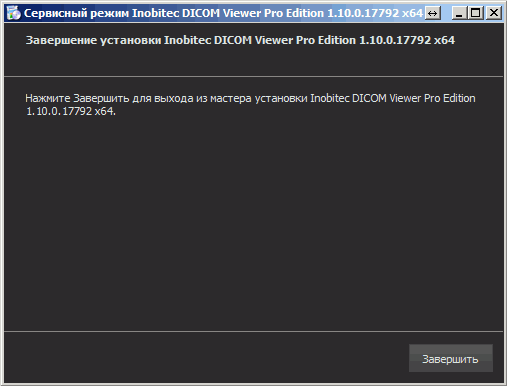 Сервисный режим Inobitec DICOM Viewer Pro Edition 1.10.0.17792 x64
Завершение установки Inobitec DICOM Viewer Pro Edition 1.10.0.17792 x64
Нажмите Завершить для выхода из мастера установки Inobitec DICOM Viewer Pro Edition
1.10.0.17792 x64.
Завершить